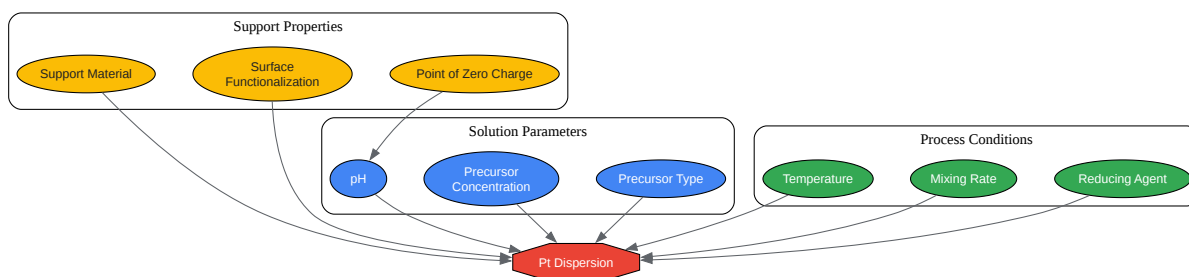 Support Properties
Support Material
Surface
Functionalization
Point of Zero Charge
Solution Parameters
pH
Precursor
Concentration
Precursor Type
Process Conditions
Temperature
Mixing Rate
Reducing Agent
Pt Dispersion